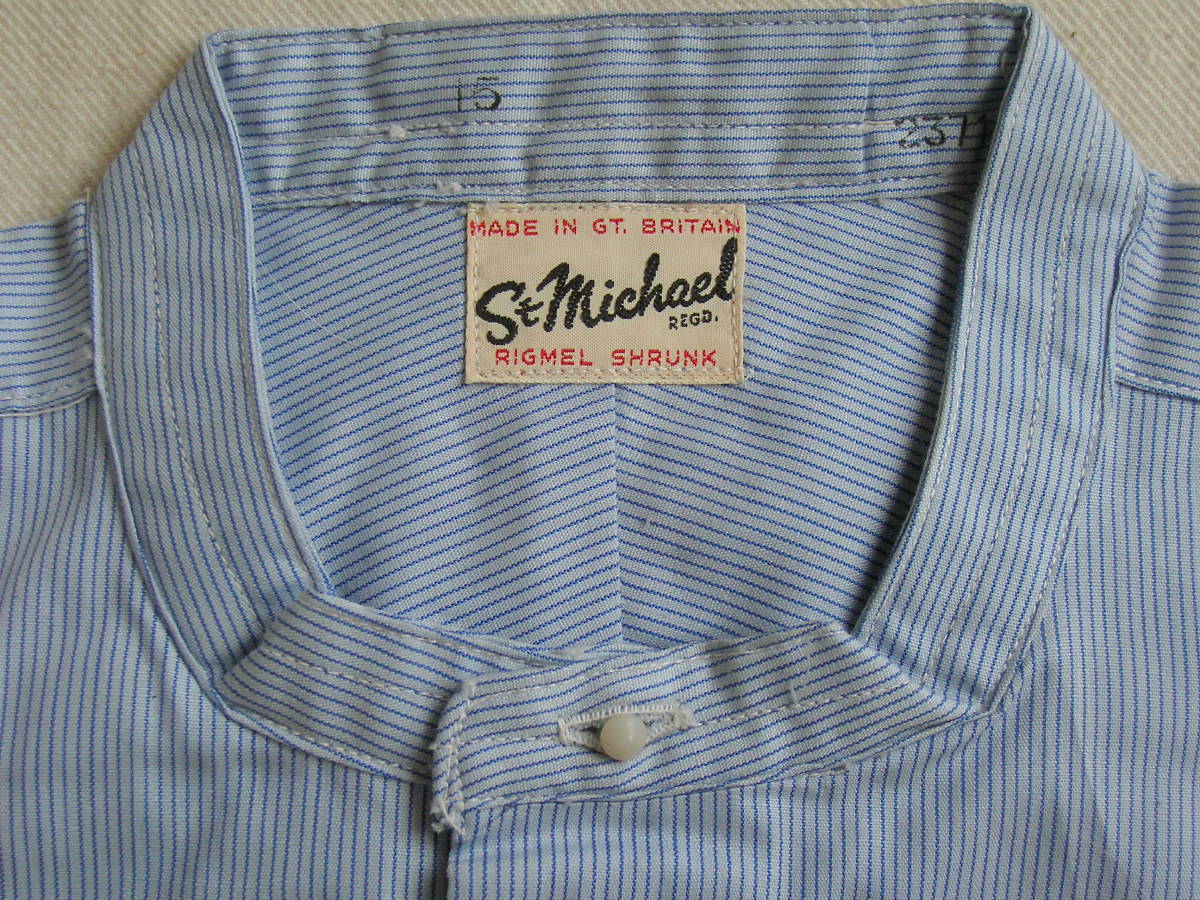 15
MADE IN GT. BRITAIN
St Michael
REGD.
RIGMEL SHRUNK